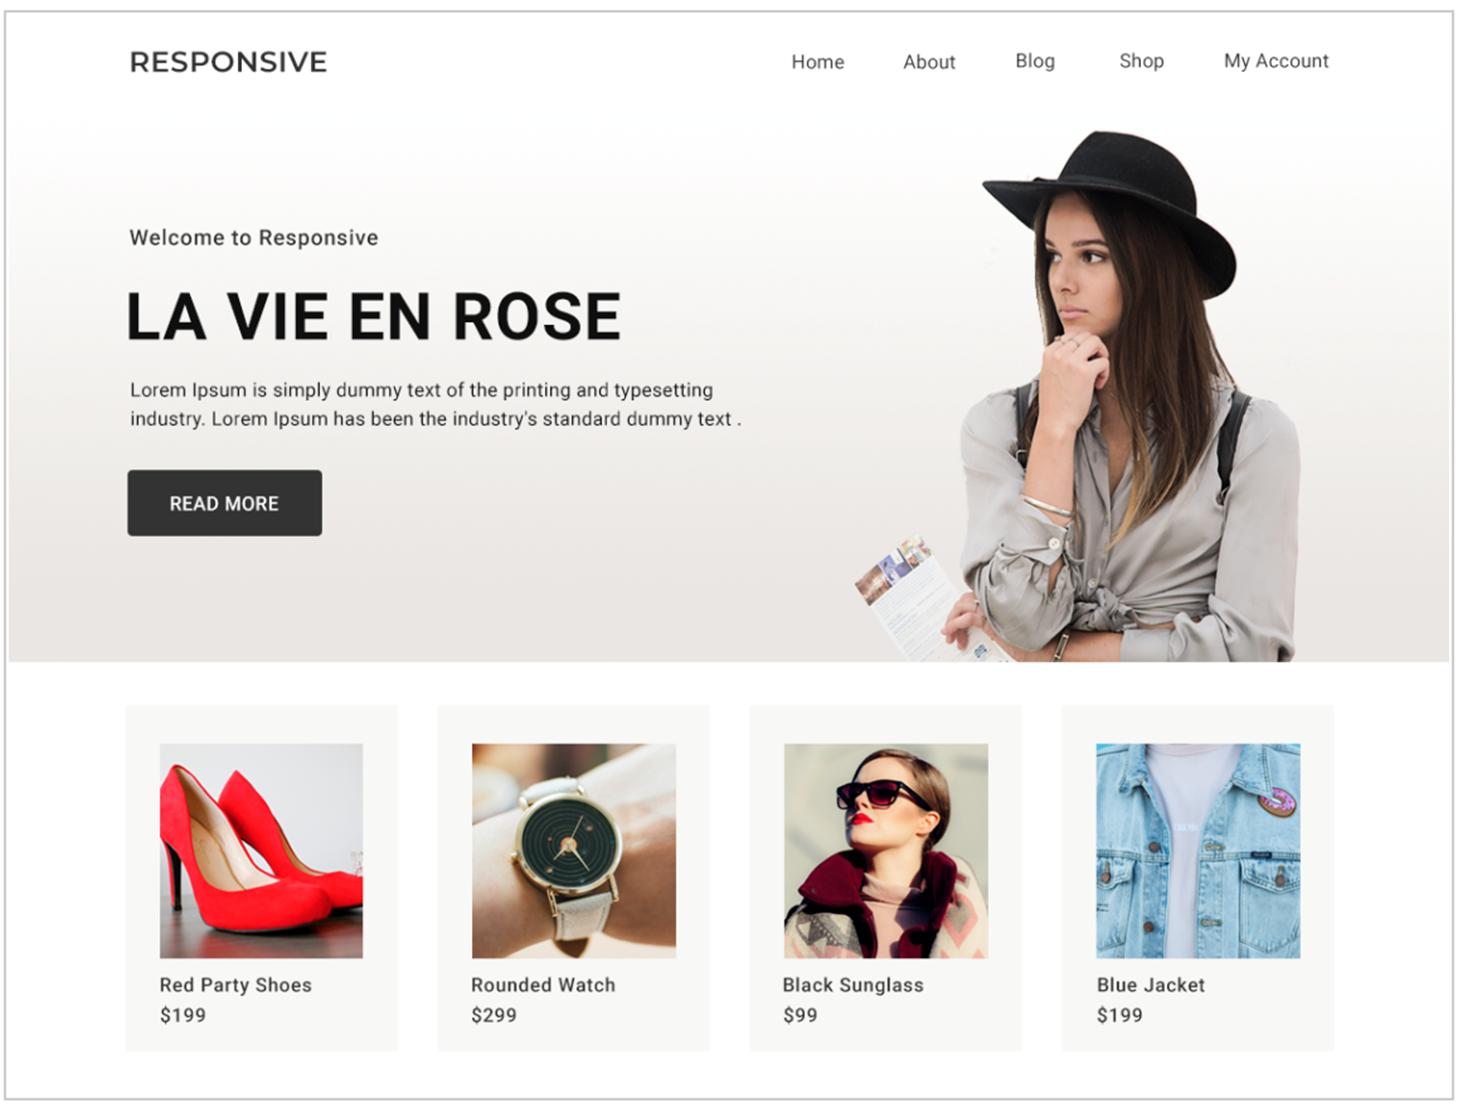 RESPONSIVE
Home About Blog Shop My Account
Welcome to Responsive
LA VIE EN ROSE
Lorem Ipsum is simply dummy text of the printing and typesetting
industry. Lorem Ipsum has been the industry's standard dummy text .
READ MORE
Red Party Shoes
$199
Rounded Watch
$299
Black Sunglass
$99
Blue Jacket
$199